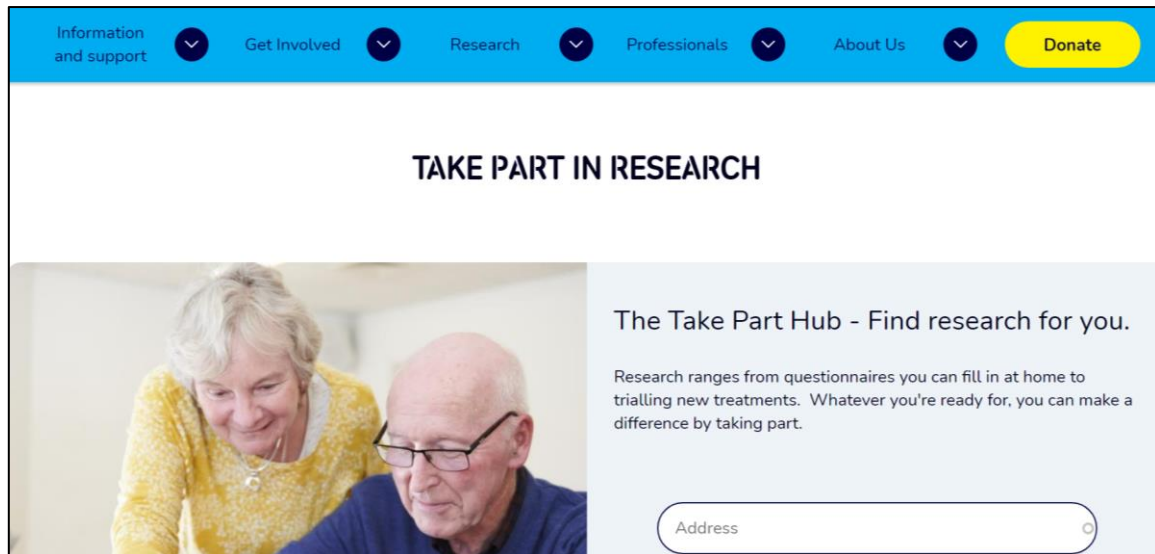 Information
and support
Get Involved
Research
Professionals
About Us
Donate
TAKE PART IN RESEARCH
The Take Part Hub - Find research for you.
Research ranges from questionnaires you can fill in at home to
trialling new treatments.  Whatever you're ready for, you can make a
difference by taking part.
Address